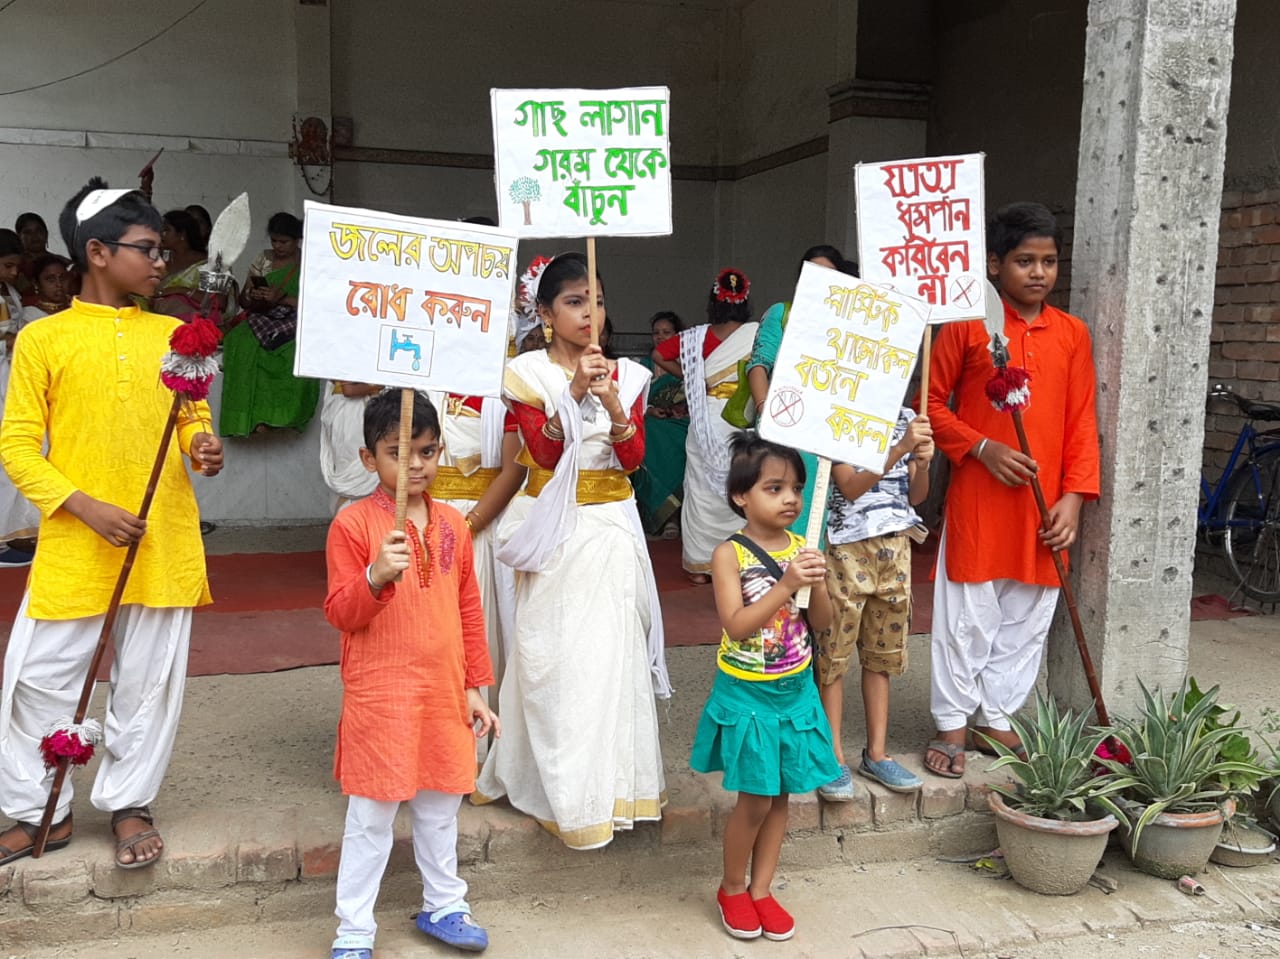 গাছ লাগান
গরম থেকে
বাঁচুন
জলের অপচয়
রোধ করুন
যত্রতত্র
ধুমপান
করিবেন
না
প্লাস্টিক
থার্মোকল
বর্জন
করুন